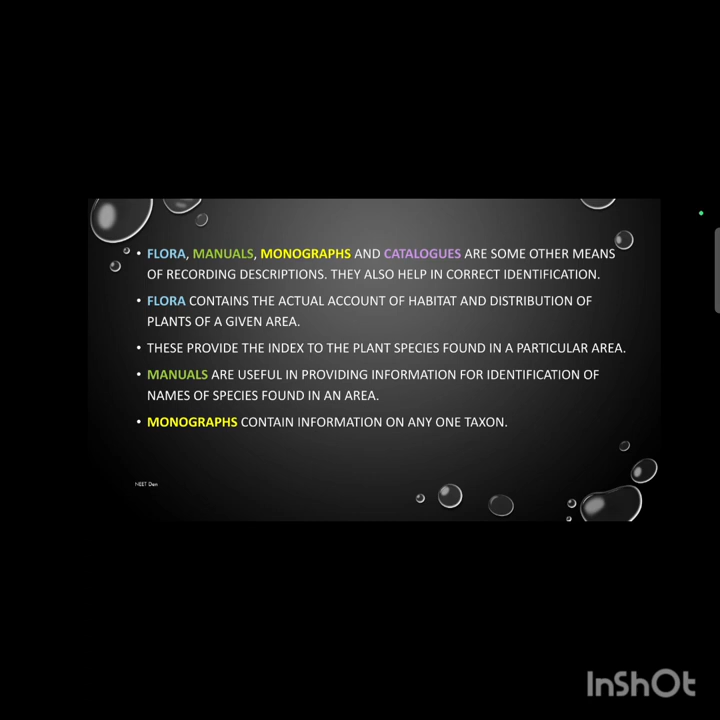 • FLORA, MANUALS, MONOGRAPHS AND CATALOGUES ARE SOME OTHER MEANS
OF RECORDING DESCRIPTIONS. THEY ALSO HELP IN CORRECT IDENTIFICATION.
• FLORA CONTAINS THE ACTUAL ACCOUNT OF HABITAT AND DISTRIBUTION OF
PLANTS OF A GIVEN AREA.
• THESE PROVIDE THE INDEX TO THE PLANT SPECIES FOUND IN A PARTICULAR AREA.
• MANUALS ARE USEFUL IN PROVIDING INFORMATION FOR IDENTIFICATION OF
NAMES OF SPECIES FOUND IN AN AREA.
• MONOGRAPHS CONTAIN INFORMATION ON ANY ONE TAXON.
NEET Den
InShOt